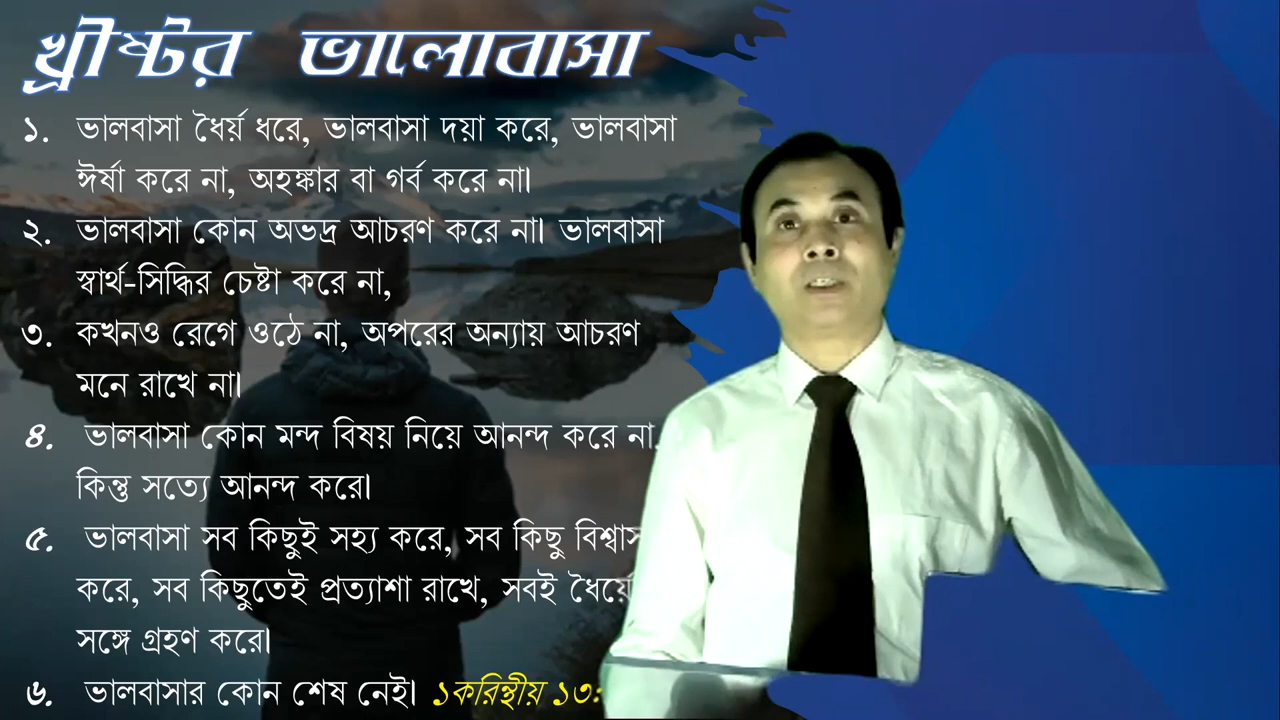 খ্রীষ্টর ভালোবাসা
১. ভালবাসা ধৈর্য় ধরে, ভালবাসা দয়া করে, ভালবাসা
ঈর্ষা করে না, অহঙ্কার বা গর্ব করে না।
২. ভালবাসা কোন অভদ্র আচরণ করে না। ভালবাসা
স্বার্থ-সিদ্ধির চেষ্টা করে না,
৩. কখনও রেগে ওঠে না, অপরের অন্যায় আচরণ
মনে রাখে না।
৪. ভালবাসা কোন মন্দ বিষয় নিয়ে আনন্দ করে না,
কিন্তু সত্যে আনন্দ করে।
৫. ভালবাসা সব কিছুই সহ্য করে, সব কিছু বিশ্বাস
করে, সব কিছুতেই প্রত্যাশা রাখে, সবই ধৈর্য়ে
সঙ্গে গ্রহণ করে।
৬. ভালবাসার কোন শেষ নেই। ১করিন্থীয় ১৩: